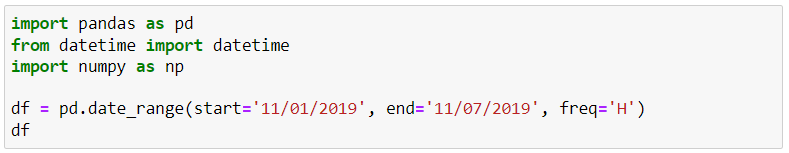 import pandas as pd
from datetime import datetime
import numpy as np
df = pd.date_range(start='11/01/2019', end='11/07/2019', freq='H')
df